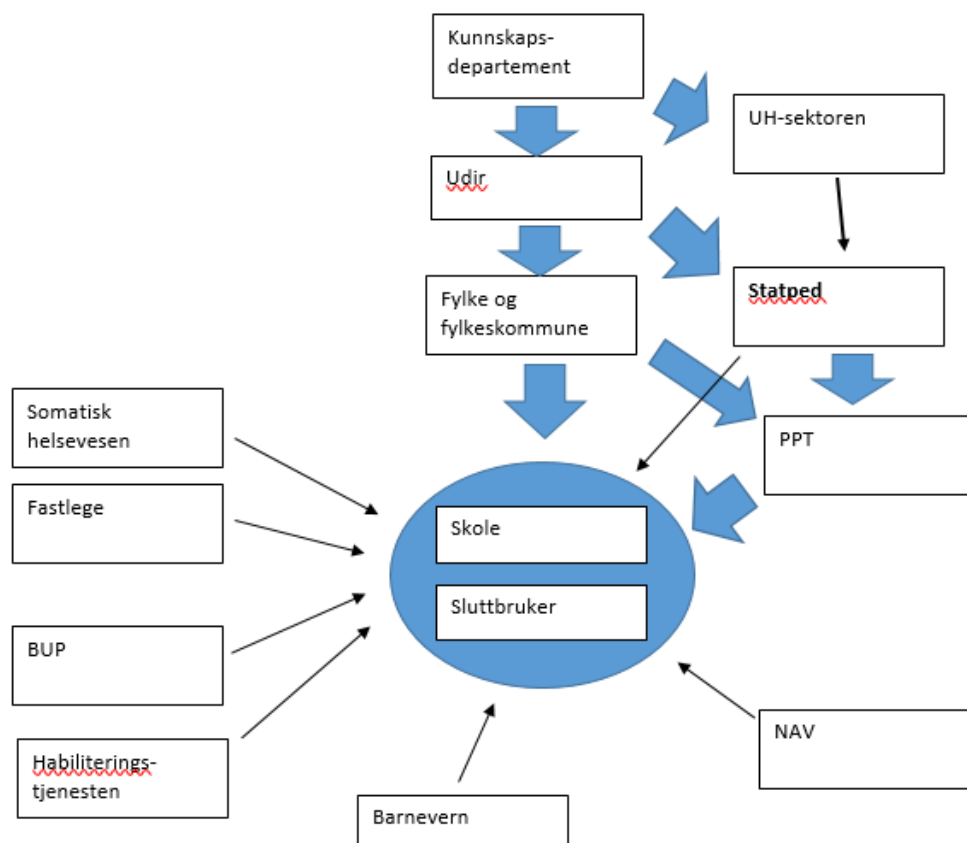 Kunnskaps-
departement
UH-sektoren
Udir
Fylke og
fylkeskommune
Statped
Somatisk
helsevesen
PPT
Fastlege
Skole
Sluttbruker
BUP
NAV
Habiliterings-
tjenesten
Barnevern